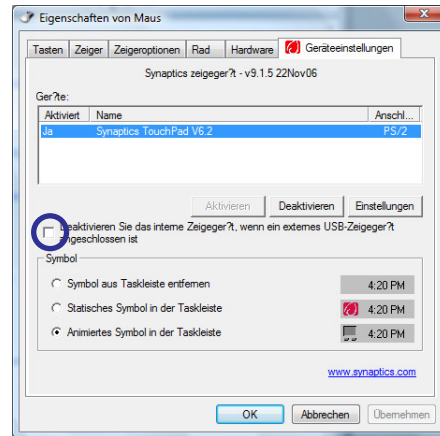 Eigenschaften von Maus
Tasten Zeiger Zeigeroptionen Rad Hardware Geräteeinstellungen
Synaptics zeigegeger?t - v9.1.5 22Nov06
Ger?te:
Aktiviert Name Anschl...
Ja Synaptics TouchPad V6.2 PS/2
Aktivieren Deaktivieren Einstellungen
Deaktivieren Sie das interne Zeigeger?t, wenn ein externes USB-Zeigeger?t
angeschlossen ist
Symbol
Symbol aus Taskleiste entfernen 4:20 PM
Statisches Symbol in der Taskleiste 4:20 PM
Animiertes Symbol in der Taskleiste 4:20 PM
www.synaptics.com
OK Abbrechen Übernehmen